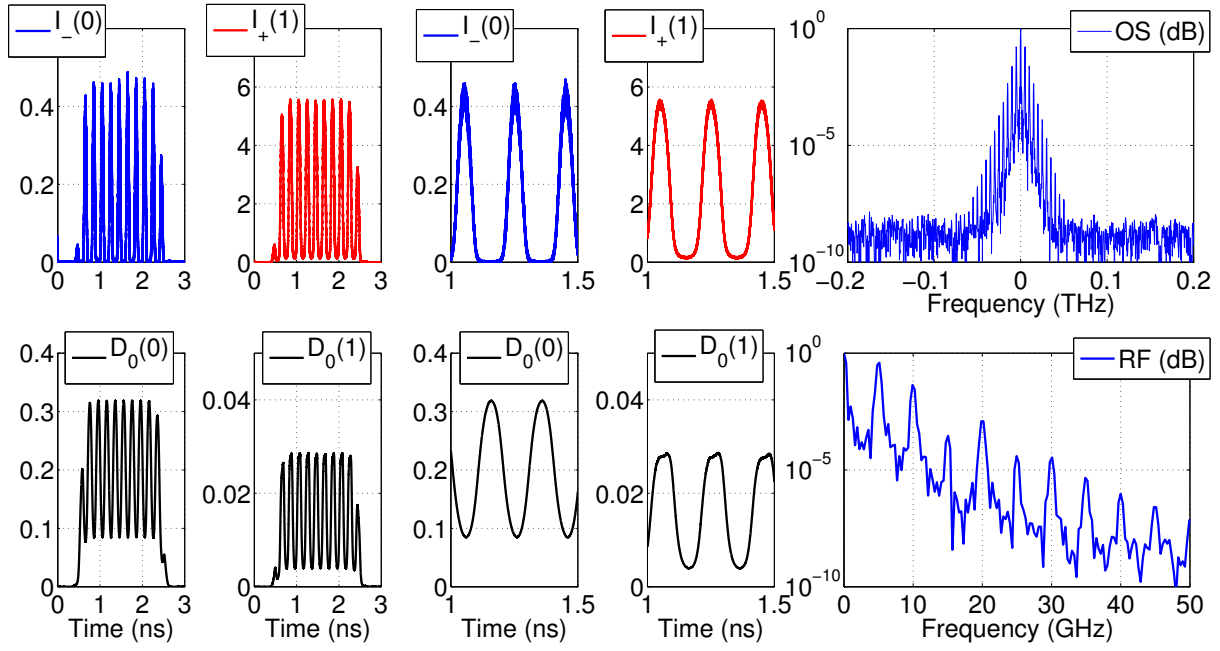 I_(0)
I+(1)
I_(0)
I+(1)
OS (dB)
0.4
0.2
0
0 1 2 3
6
4
2
0
0 1 2 3
0.4
0.2
0
1 1.5
6
4
2
0
1 1.5
10^0
10^-5
10^-10
−0.2 −0.1 0 0.1 0.2
Frequency (THz)
D0(0)
D0(1)
D0(0)
D0(1)
RF (dB)
0.4
0.3
0.2
0.1
0
0 1 2 3
Time (ns)
0.04
0.02
0
0 1 2 3
Time (ns)
0.4
0.3
0.2
0.1
0
1 1.5
Time (ns)
0.04
0.02
0
1 1.5
Time (ns)
10^0
10^-5
10^-10
0 10 20 30 40 50
Frequency (GHz)